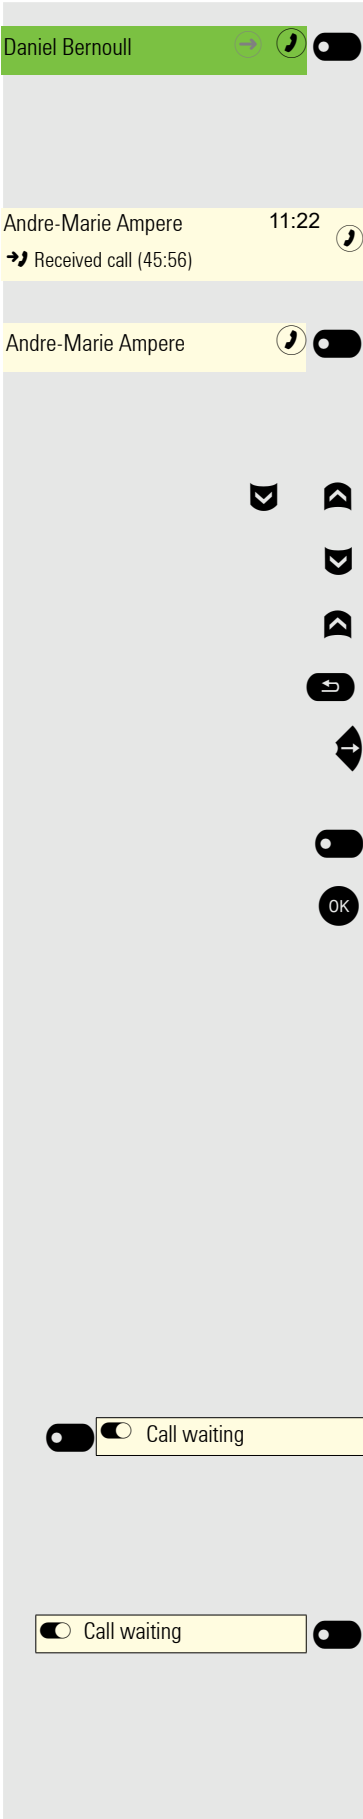 Daniel Bernoull
Andre-Marie Ampere 11:22
Received call (45:56)
Andre-Marie Ampere
OK
Call waiting
Call waiting